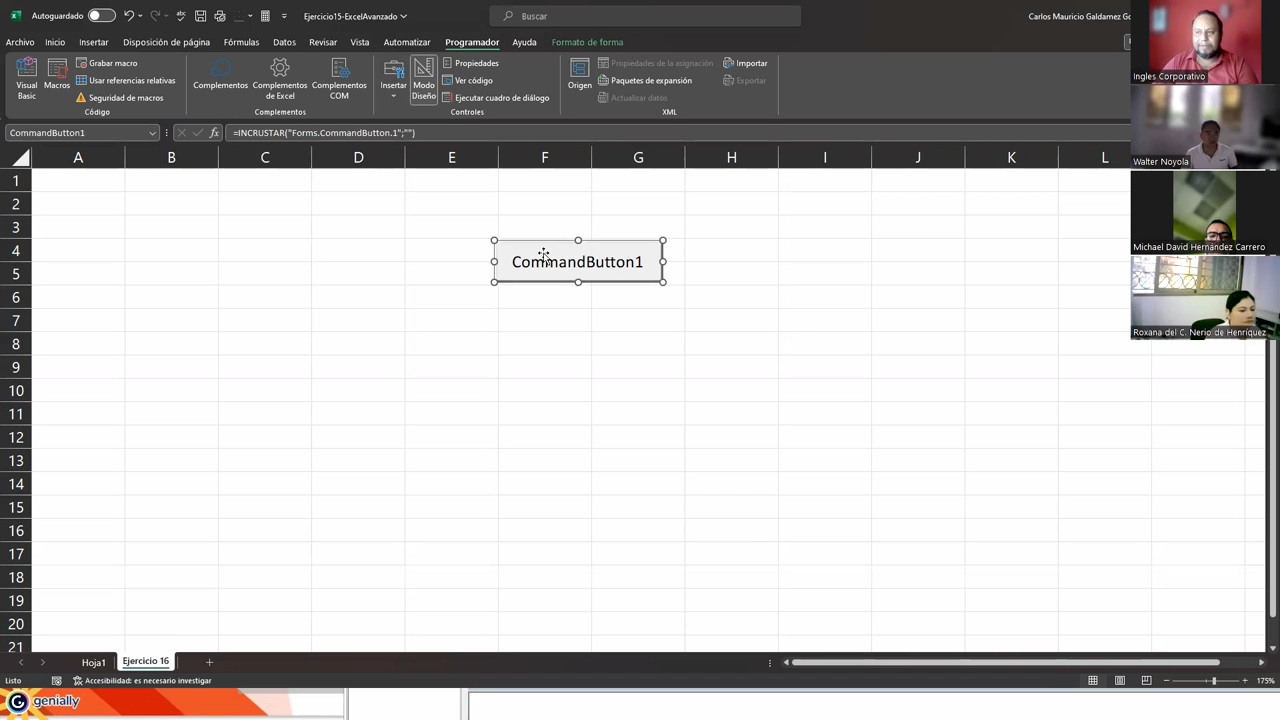 Autoguardado
Ejercicio15-ExcelAvanzado
Buscar
Carlos Mauricio Galdamez
Archivo Inicio Insertar Disposición de página Fórmulas Datos Revisar Vista Automatizar Programador Ayuda Formato de forma
Visual Basic
Macros
Grabar macro
Usar referencias relativas
Seguridad de macros
Código
Complementos
Complementos de Excel
Complementos COM
Complementos
Insertar
Modo Diseño
Propiedades
Ver código
Ejecutar cuadro de diálogo
Controles
Origen
Propiedades de la asignación
Paquetes de expansión
Actualizar datos
Importar
Exportar
XML
CommandButton1
fx
=INCRUSTAR("Forms.CommandButton.1";"")
A B C D E F G H I J K L
1
2
3
4
5
6
7
8
9
10
11
12
13
14
15
16
17
18
19
20
21
CommandButton1
Ingles Corporativo
Walter Noyola
Michael David Hernández Carrero
Roxana del C. Nerio de Henríquez
Hoja1 Ejercicio 16
Listo
Accesibilidad: es necesario investigar
175%
genially